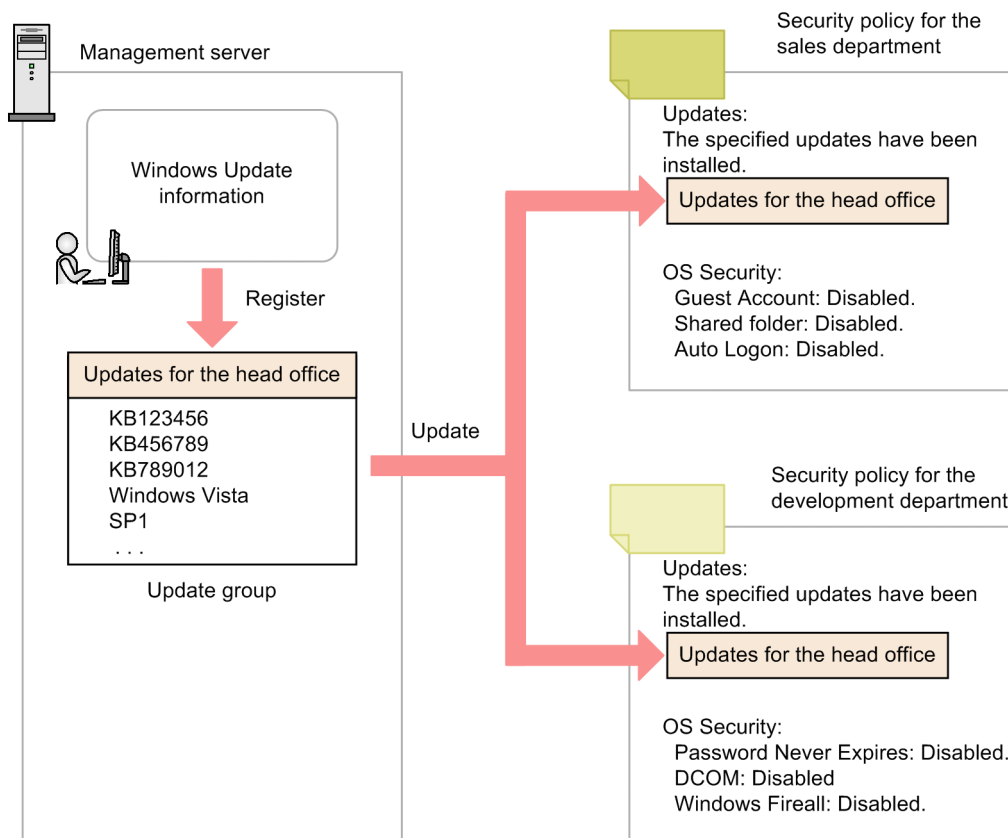 Management server
Windows Update
information
Register
Updates for the head office
KB123456
KB456789
KB789012
Windows Vista
SP1
. . .
Update group
Update
Security policy for the
sales department
Updates:
The specified updates have been
installed.
Updates for the head office
OS Security:
Guest Account: Disabled.
Shared folder: Disabled.
Auto Logon: Disabled.
Security policy for the
development department
Updates:
The specified updates have been
installed.
Updates for the head office
OS Security:
Password Never Expires: Disabled.
DCOM: Disabled
Windows Fireall: Disabled.